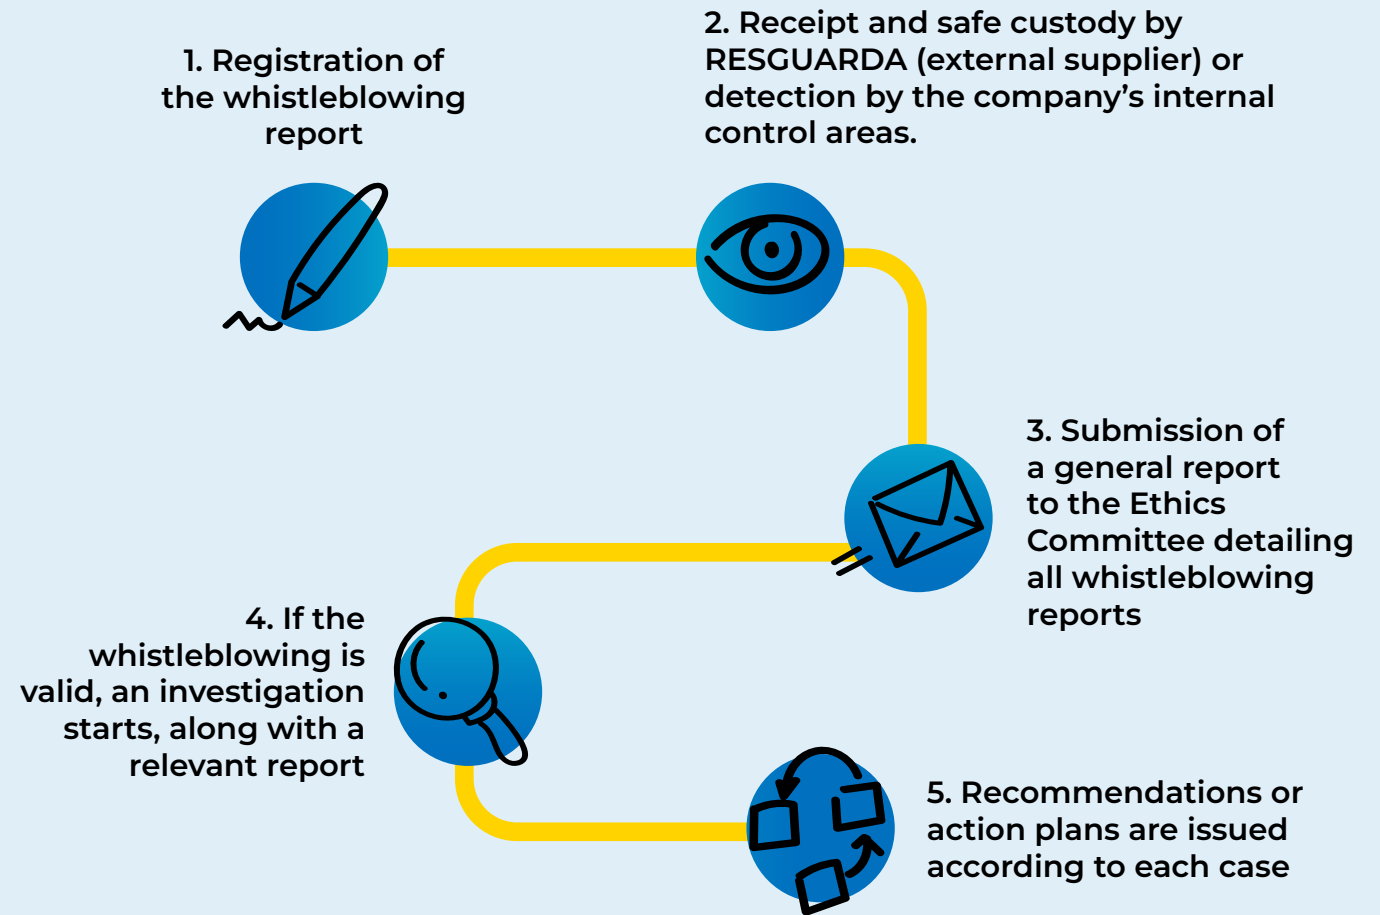 1. Registration of
the whistleblowing
report
2. Receipt and safe custody by
RESGUARDA (external supplier) or
detection by the company’s internal
control areas.
3. Submission of
a general report
to the Ethics
Committee detailing
all whistleblowing
reports
4. If the
whistleblowing is
valid, an investigation
starts, along with a
relevant report
5. Recommendations or
action plans are issued
according to each case